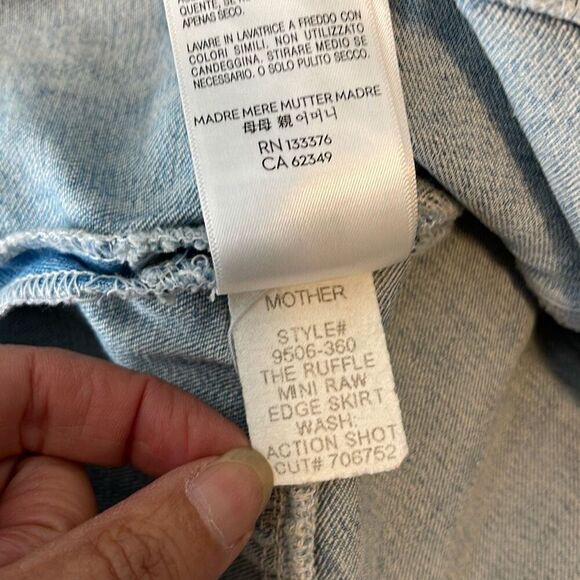 QUENTE, SE N
APENAS SECO.
LAVARE IN LAVATRICE A FREDDO CON
COLORI SIMILI, NON UTILIZZATO
CANDEGGINA, STIRARE MEDIO SE
NECESSARIO, O SOLO PULITO SECCO.
MADRE MERE MUTTER MADRE
母母 親 어머니
RN 133376
CA 62349
MOTHER
STYLE#
9506-360
THE RUFFLE
MINI RAW
EDGE SKIRT
WASH:
ACTION SHOT
CUT# 706752